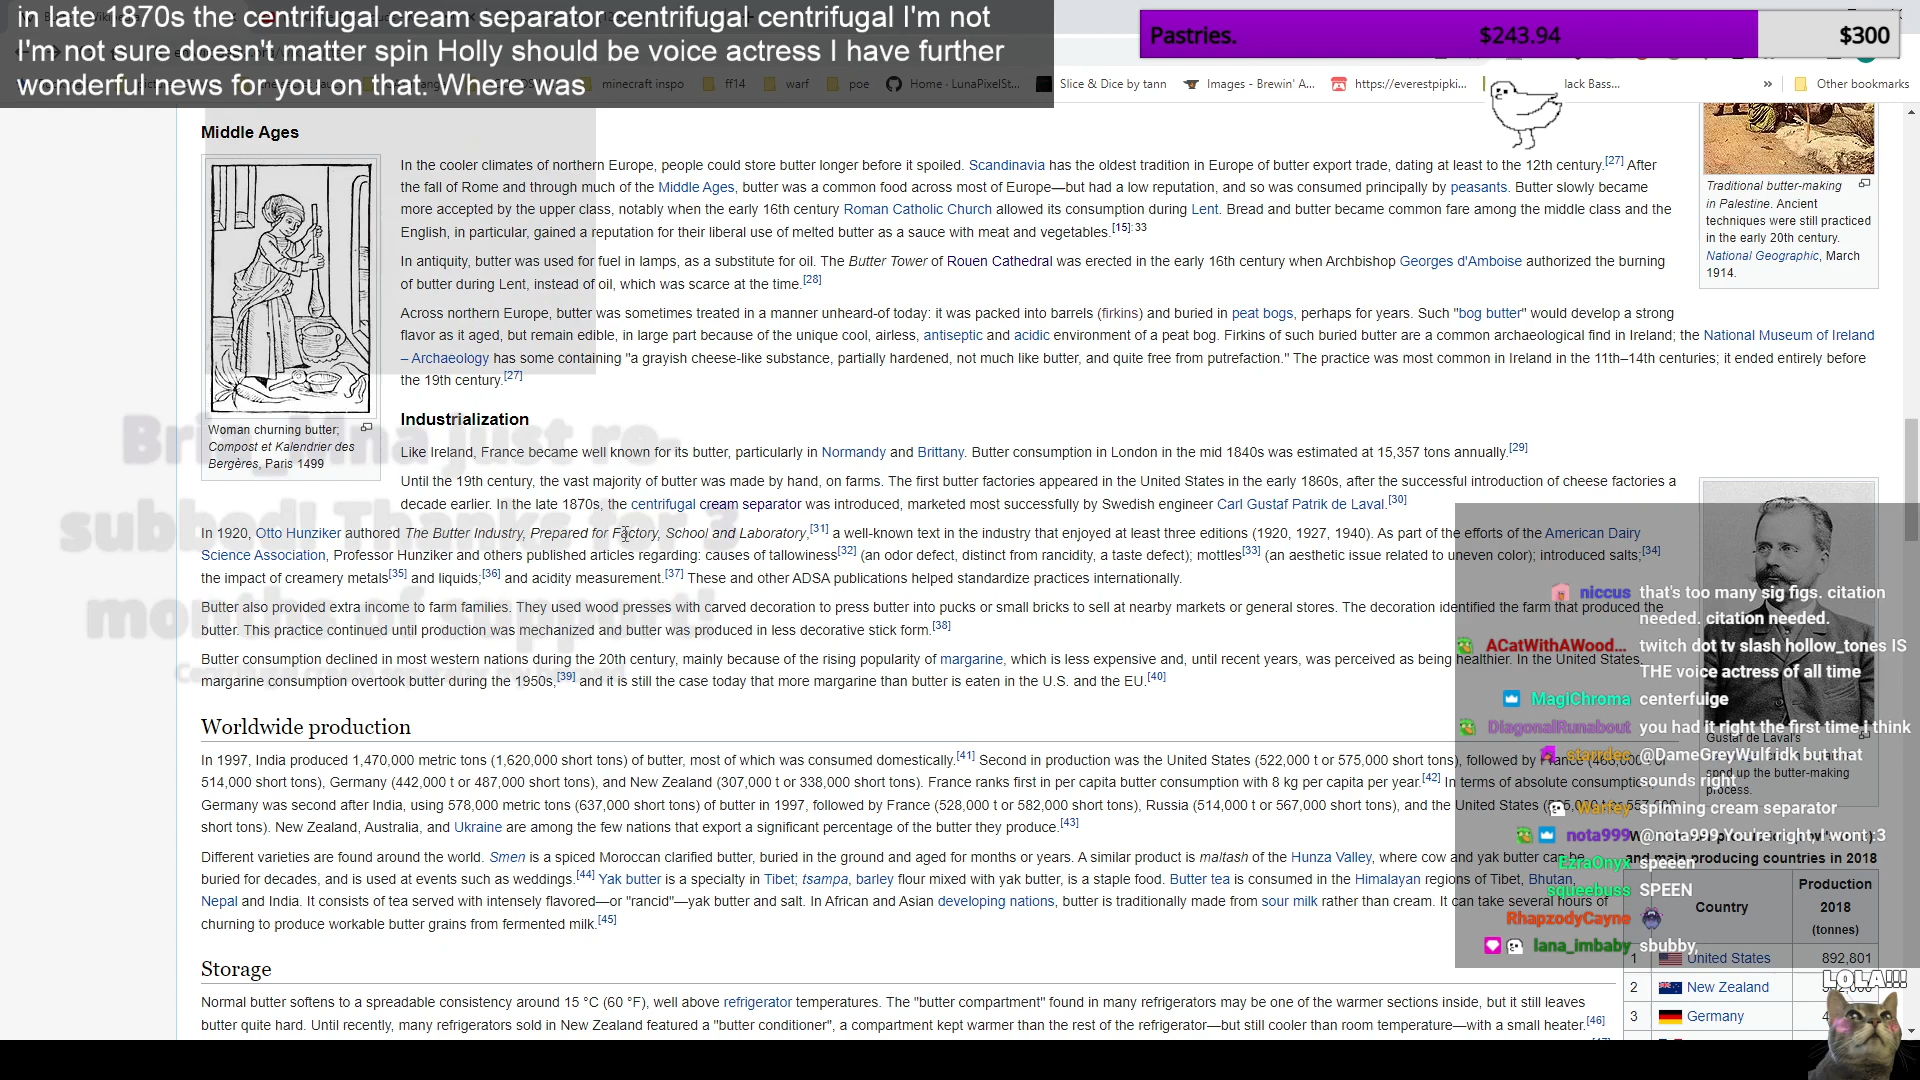 in late 1870s the centrifugal cream separator centrifugal centrifugal I'm not
I'm not sure doesn't matter spin Holly should be voice actress I have further
wonderful news for you on that. Where was
Pastries. $243.94 $300
minecraft inspo ff14 warf poe Home · LunaPixelSt... Slice & Dice by tann Images - Brewin' A... https://everestpipki... lack Bass... » Other bookmarks
Middle Ages
In the cooler climates of northern Europe, people could store butter longer before it spoiled. Scandinavia has the oldest tradition in Europe of butter export trade, dating at least to the 12th century.[27] After
the fall of Rome and through much of the Middle Ages, butter was a common food across most of Europe—but had a low reputation, and so was consumed principally by peasants. Butter slowly became
more accepted by the upper class, notably when the early 16th century Roman Catholic Church allowed its consumption during Lent. Bread and butter became common fare among the middle class and the
English, in particular, gained a reputation for their liberal use of melted butter as a sauce with meat and vegetables.[15]:33
In antiquity, butter was used for fuel in lamps, as a substitute for oil. The Butter Tower of Rouen Cathedral was erected in the early 16th century when Archbishop Georges d'Amboise authorized the burning
of butter during Lent, instead of oil, which was scarce at the time.[28]
Across northern Europe, butter was sometimes treated in a manner unheard-of today: it was packed into barrels (firkins) and buried in peat bogs, perhaps for years. Such "bog butter" would develop a strong
flavor as it aged, but remain edible, in large part because of the unique cool, airless, antiseptic and acidic environment of a peat bog. Firkins of such buried butter are a common archaeological find in Ireland; the National Museum of Ireland
– Archaeology has some containing "a grayish cheese-like substance, partially hardened, not much like butter, and quite free from putrefaction." The practice was most common in Ireland in the 11th–14th centuries; it ended entirely before
the 19th century.[27]
Traditional butter-making
in Palestine. Ancient
techniques were still practiced
in the early 20th century.
National Geographic, March
1914.
Woman churning butter;
Compost et Kalendrier des
Bergères, Paris 1499
just re-
subbed! Thanks for 3
months of support!
Industrialization
Like Ireland, France became well known for its butter, particularly in Normandy and Brittany. Butter consumption in London in the mid 1840s was estimated at 15,357 tons annually.[29]
Until the 19th century, the vast majority of butter was made by hand, on farms. The first butter factories appeared in the United States in the early 1860s, after the successful introduction of cheese factories a
decade earlier. In the late 1870s, the centrifugal cream separator was introduced, marketed most successfully by Swedish engineer Carl Gustaf Patrik de Laval.[30]
In 1920, Otto Hunziker authored The Butter Industry, Prepared for Factory, School and Laboratory,[31] a well-known text in the industry that enjoyed at least three editions (1920, 1927, 1940). As part of the efforts of the American Dairy
Science Association, Professor Hunziker and others published articles regarding: causes of tallowiness[32] (an odor defect, distinct from rancidity, a taste defect); mottles[33] (an aesthetic issue related to uneven color); introduced salts;[34]
the impact of creamery metals[35] and liquids;[36] and acidity measurement.[37] These and other ADSA publications helped standardize practices internationally.
Butter also provided extra income to farm families. They used wood presses with carved decoration to press butter into pucks or small bricks to sell at nearby markets or general stores. The decoration identified the farm that produced the
butter. This practice continued until production was mechanized and butter was produced in less decorative stick form.[38]
Butter consumption declined in most western nations during the 20th century, mainly because of the rising popularity of margarine, which is less expensive and, until recent years, was perceived as being healthier. In the United States,
margarine consumption overtook butter during the 1950s,[39] and it is still the case today that more margarine than butter is eaten in the U.S. and the EU.[40]
Gustaf de Laval's
sped up the butter-making
process.
Worldwide production
In 1997, India produced 1,470,000 metric tons (1,620,000 short tons) of butter, most of which was consumed domestically.[41] Second in production was the United States (522,000 t or 575,000 short tons), followed by France (466,000 t or
514,000 short tons), Germany (442,000 t or 487,000 short tons), and New Zealand (307,000 t or 338,000 short tons). France ranks first in per capita butter consumption with 8 kg per capita per year.[42] In terms of absolute consumption,
Germany was second after India, using 578,000 metric tons (637,000 short tons) of butter in 1997, followed by France (528,000 t or 582,000 short tons), Russia (514,000 t or 567,000 short tons), and the United States
short tons). New Zealand, Australia, and Ukraine are among the few nations that export a significant percentage of the butter they produce.[43]
Different varieties are found around the world. Smen is a spiced Moroccan clarified butter, buried in the ground and aged for months or years. A similar product is maltash of the Hunza Valley, where cow and yak butter can be
buried for decades, and is used at events such as weddings.[44] Yak butter is a specialty in Tibet; tsampa, barley flour mixed with yak butter, is a staple food. Butter tea is consumed in the Himalayan regions of Tibet, Bhutan,
Nepal and India. It consists of tea served with intensely flavored—or "rancid"—yak butter and salt. In African and Asian developing nations, butter is traditionally made from sour milk rather than cream. It can take several hours of
churning to produce workable butter grains from fermented milk.[45]
Storage
Normal butter softens to a spreadable consistency around 15 °C (60 °F), well above refrigerator temperatures. The "butter compartment" found in many refrigerators may be one of the warmer sections inside, but it still leaves
butter quite hard. Until recently, many refrigerators sold in New Zealand featured a "butter conditioner", a compartment kept warmer than the rest of the refrigerator—but still cooler than room temperature—with a small heater.[46]
niccus that's too many sig figs. citation
needed. citation needed.
ACatWithAWood... twitch dot tv slash hollow_tones IS
THE voice actress of all time
MagiChroma centerfuige
DiagonalRunabout you had it right the first time i think
@DameGreyWulf idk but that
sounds right
Warfey spinning cream separator
nota999 @nota999 You're right, I wont :3
EzraOnyx speeen
squeebuss SPEEN
RhapzodyCayne
lana_imbaby sbubby,
and main producing countries in 2018
Country Production
2018
(tonnes)
1 United States 892,801
2 New Zealand
3 Germany
LOLA!!!